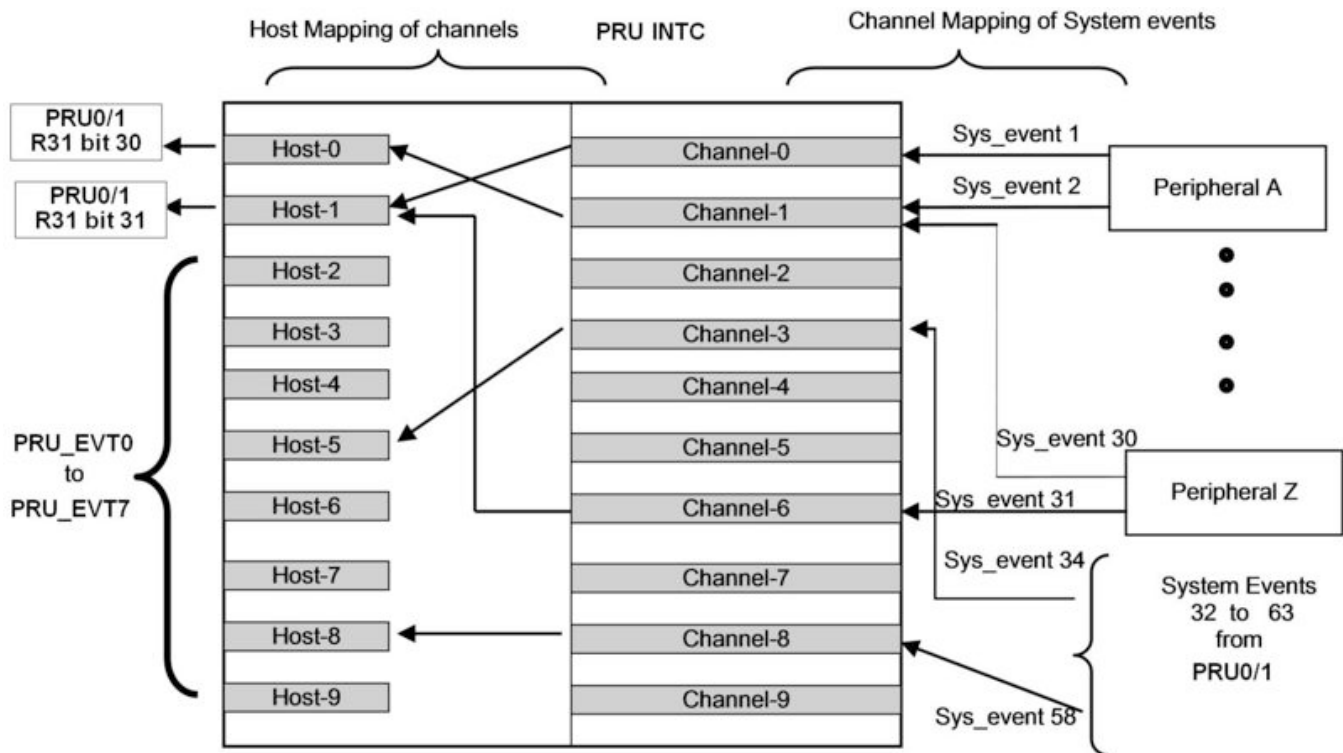 Host Mapping of channels
PRU INTC
Channel Mapping of System events
PRU0/1
R31 bit 30
PRU0/1
R31 bit 31
PRU_EVT0
to
PRU_EVT7
Host-0
Host-1
Host-2
Host-3
Host-4
Host-5
Host-6
Host-7
Host-8
Host-9
Channel-0
Channel-1
Channel-2
Channel-3
Channel-4
Channel-5
Channel-6
Channel-7
Channel-8
Channel-9
Sys_event 1
Sys_event 2
Sys_event 30
Sys_event 31
Sys_event 34
Sys_event 58
Peripheral A
Peripheral Z
System Events
32 to 63
from
PRU0/1